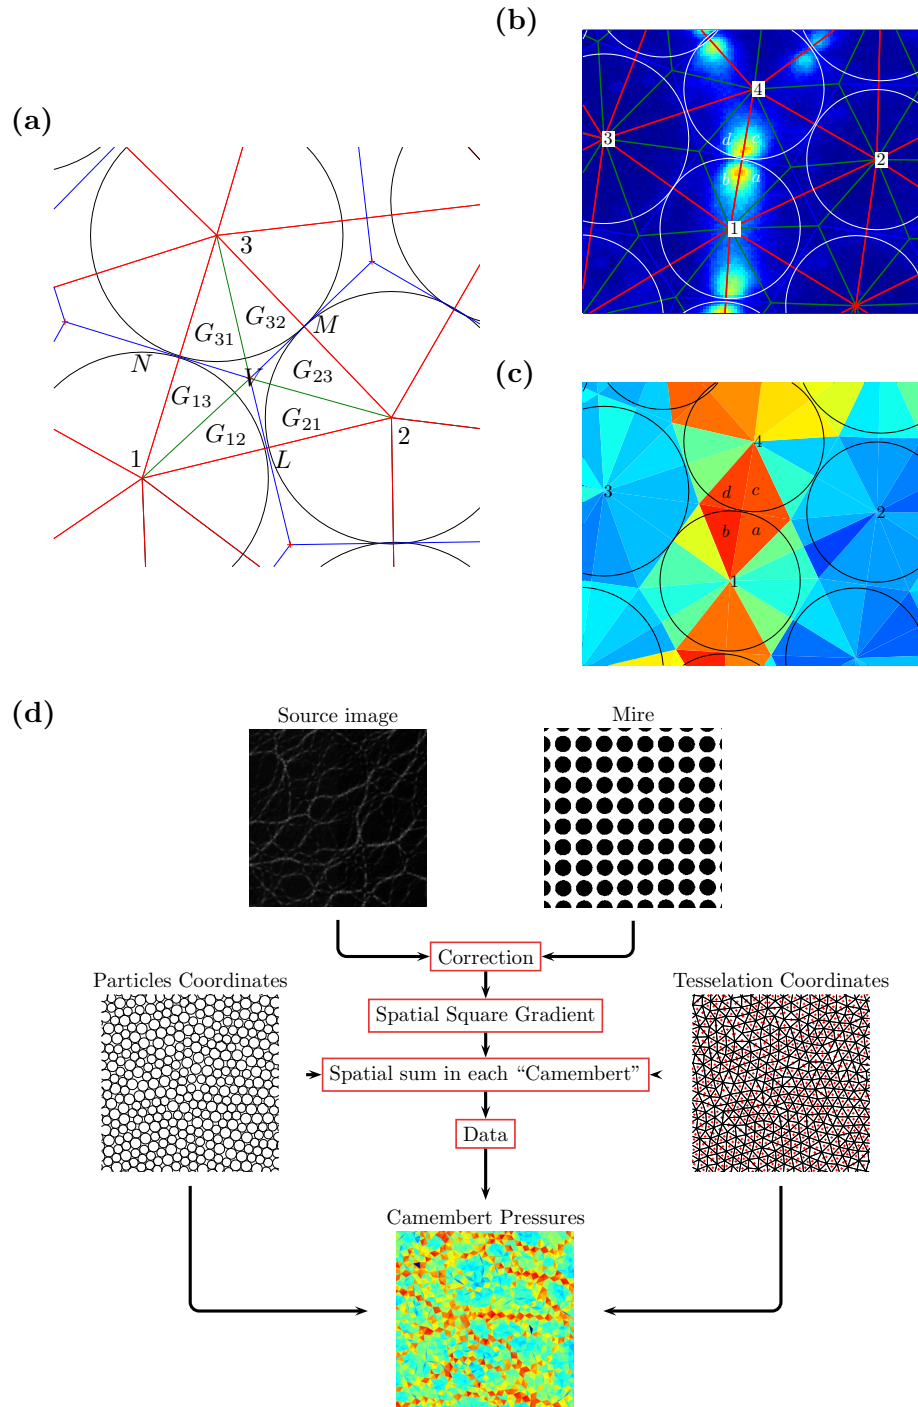 (a)
3
G32
M
G31
N
V
G23
G13
G21
G12
2
1
L
(b)
4
3
d
c
2
b
a
1
(c)
4
3
d
c
2
b
a
1
(d)
Source image
Mire
Correction
Particles Coordinates
Tesselation Coordinates
Spatial Square Gradient
Spatial sum in each “Camembert”
Data
Camembert Pressures